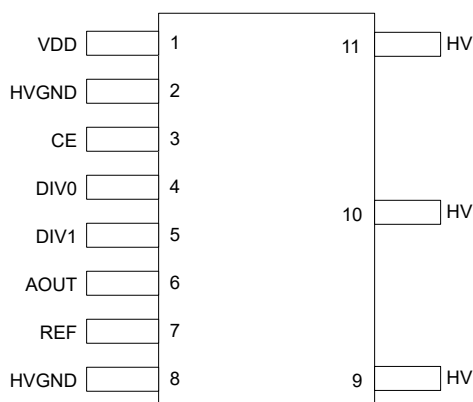 VDD 1 11 HV
HVGND 2
CE 3
DIV0 4
DIV1 5 10 HV
AOUT 6
REF 7
HVGND 8 9 HV